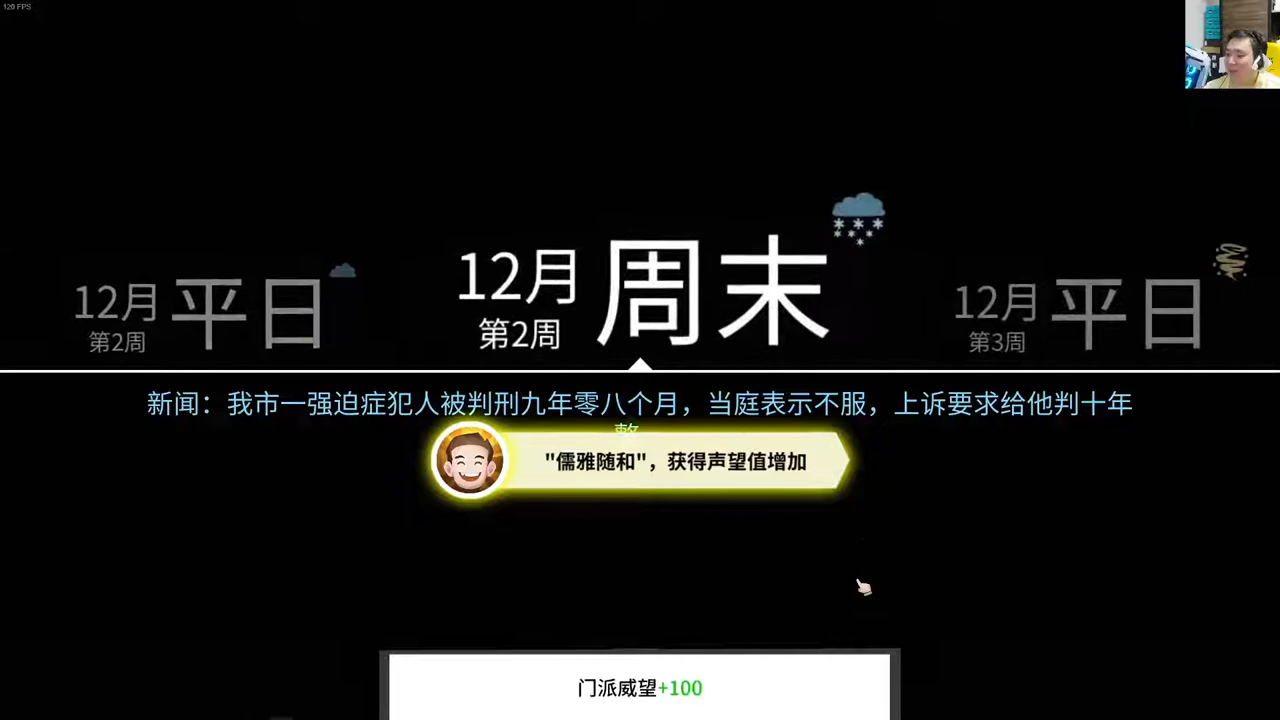 120 FPS
12月
第2周
平日
12月
第2周
周末
12月
第3周
平日
新闻：我市一强迫症犯人被判刑九年零八个月，当庭表示不服，上诉要求给他判十年
整
"儒雅随和"，获得声望值增加
门派威望+100